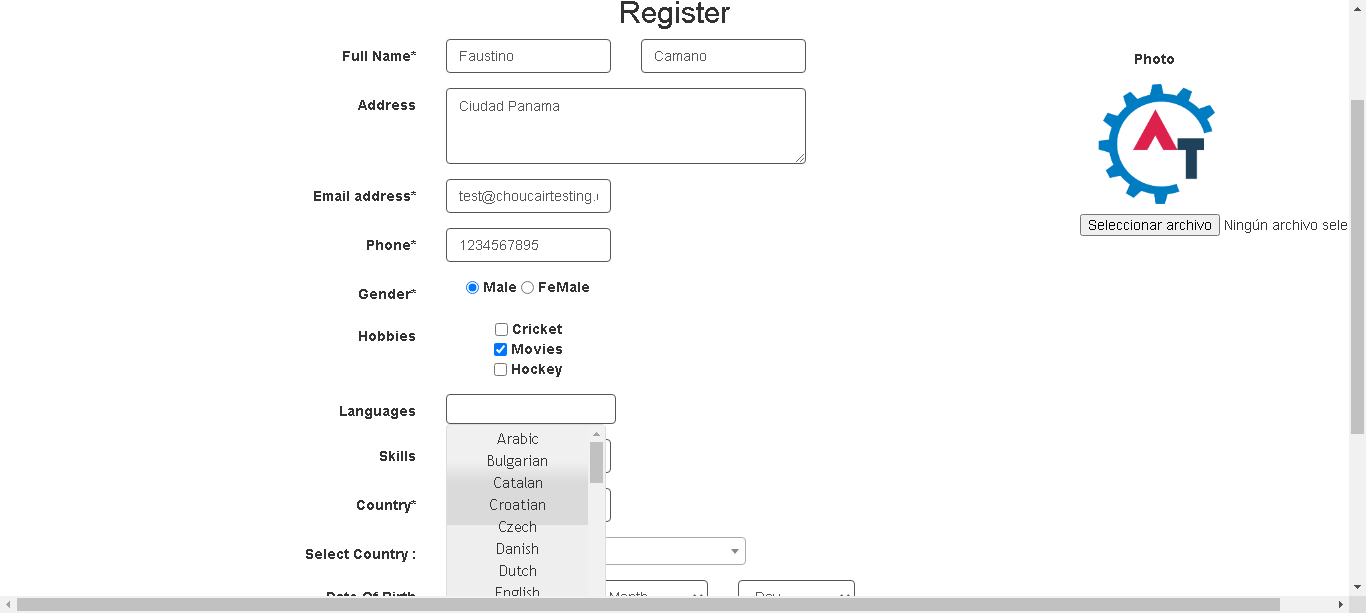 Register
Full Name*
Faustino
Camano
Photo
Address
Ciudad Panama
AT
Email address*
test@choucairtesting.
Seleccionar archivo
Ningún archivo sele
Phone*
1234567895
Gender*
Male
FeMale
Hobbies
Cricket
Movies
Hockey
Languages
Arabic
Skills
Bulgarian
Catalan
Country*
Croatian
Czech
Select Country :
Danish
Dutch
English
Date Of Birth
Month
Day